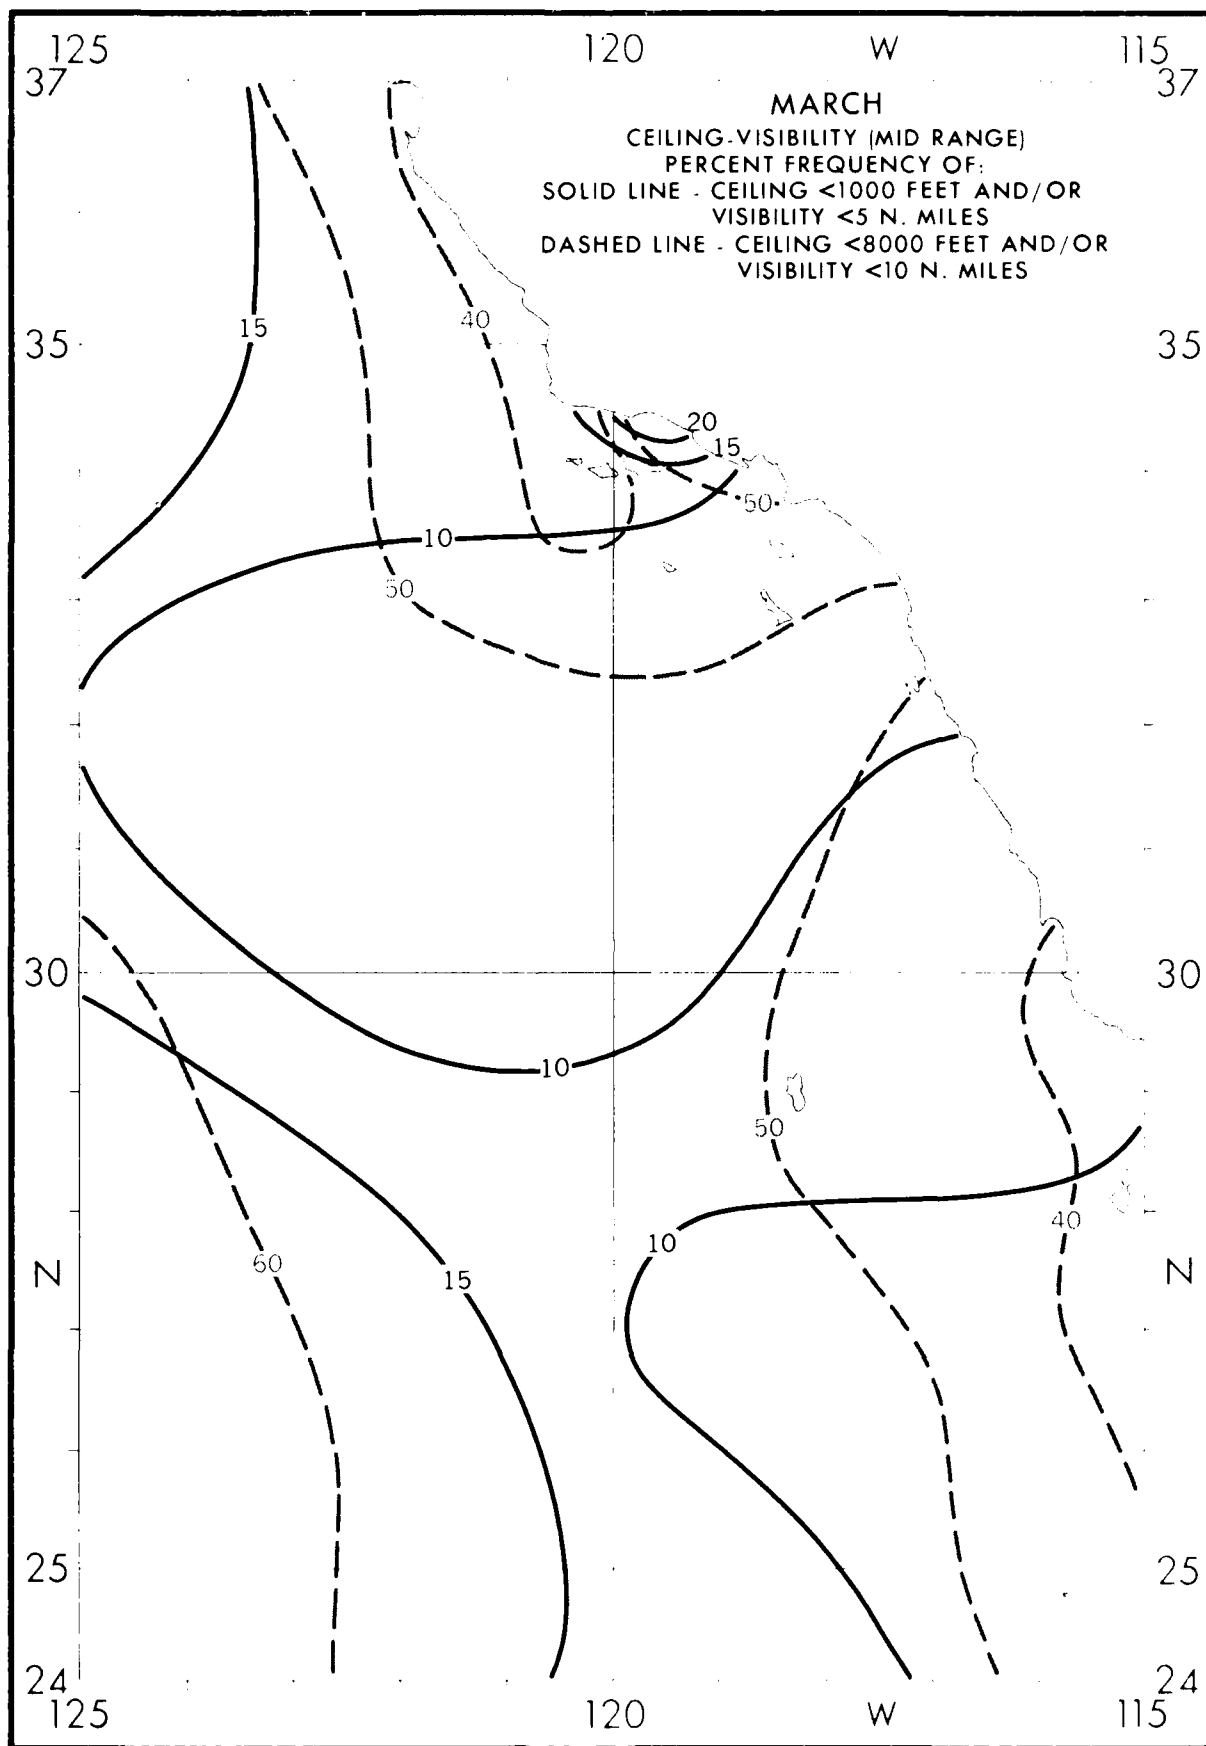 125 120 W 115
37 37
MARCH
CEILING-VISIBILITY (MID RANGE)
PERCENT FREQUENCY OF:
SOLID LINE - CEILING <1000 FEET AND/OR
VISIBILITY <5 N. MILES
DASHED LINE - CEILING <8000 FEET AND/OR
VISIBILITY <10 N. MILES
40
15
35 35
20
15
50
10
50
30 30
10
50
40
10
60
15
N N
25 25
24 24
125 120 W 115